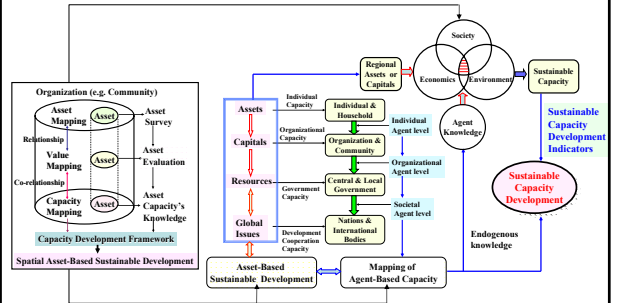 Organization (e.g. Community)
Asset
Mapping
Asset
Asset
Survey
Relationship
Value
Mapping
Asset
Asset
Evaluation
Co-relationship
Capacity
Mapping
Asset
Asset
Capacity's
Knowledge
Capacity Development Framework
Spatial Asset-Based Sustainable Development
Assets
Capitals
Resources
Global
Issues
Individual
Capacity
Organizational
Capacity
Government
Capacity
Development
Cooperation
Capacity
Regional
Assets or
Capitals
Individual &
Household
Organization &
Community
Central & Local
Government
Nations &
International
Bodies
Individual
Agent level
Organizational
Agent level
Societal
Agent level
Asset-Based
Sustainable Development
Mapping of
Agent-Based Capacity
Society
Economics
Environment
Agent
Knowledge
Sustainable
Capacity
Sustainable
Capacity
Development
Indicators
Sustainable
Capacity
Development
Endogenous
knowledge